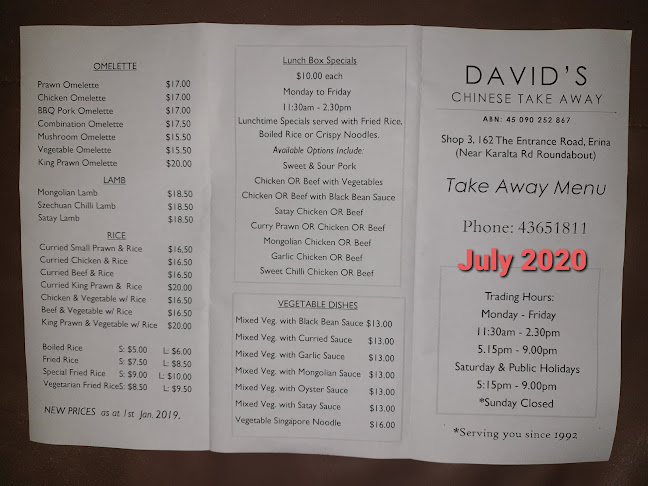 OMELETTE
Prawn Omelette $17.00
Chicken Omelette $17.00
BBQ Pork Omelette $17.00
Combination Omelette $17.50
Mushroom Omelette $15.50
Vegetable Omelette $15.50
King Prawn Omelette $20.00
LAMB
Mongolian Lamb $18.50
Szechuan Chilli Lamb $18.50
Satay Lamb $18.50
RICE
Curried Small Prawn & Rice $16.50
Curried Chicken & Rice $16.50
Curried Beef & Rice $16.50
Curried King Prawn & Rice $20.00
Chicken & Vegetable w/ Rice $16.50
Beef & Vegetable w/ Rice $16.50
King Prawn & Vegetable w/ Rice $20.00
Boiled Rice S: $5.00 L: $6.00
Fried Rice S: $7.50 L: $8.50
Special Fried Rice S: $9.00 L: $10.00
Vegetarian Fried Rice S: $8.50 L: $9.50
NEW PRICES as at 1st Jan. 2019.
Lunch Box Specials
$10.00 each
Monday to Friday
11:30am - 2.30pm
Lunchtime Specials served with Fried Rice,
Boiled Rice or Crispy Noodles.
Available Options Include:
Sweet & Sour Pork
Chicken OR Beef with Vegetables
Chicken OR Beef with Black Bean Sauce
Satay Chicken OR Beef
Curry Prawn OR Chicken OR Beef
Mongolian Chicken OR Beef
Garlic Chicken OR Beef
Sweet Chilli Chicken OR Beef
VEGETABLE DISHES
Mixed Veg. with Black Bean Sauce $13.00
Mixed Veg. with Curried Sauce $13.00
Mixed Veg. with Garlic Sauce $13.00
Mixed Veg. with Mongolian Sauce $13.00
Mixed Veg. with Oyster Sauce $13.00
Mixed Veg. with Satay Sauce $13.00
Vegetable Singapore Noodle $16.00
DAVID'S
CHINESE TAKE AWAY
ABN: 45 090 252 867
Shop 3, 162 The Entrance Road, Erina
(Near Karalta Rd Roundabout)
Take Away Menu
Phone: 43651811
July 2020
Trading Hours:
Monday - Friday
11:30am - 2.30pm
5.15pm - 9.00pm
Saturday & Public Holidays
5:15pm - 9.00pm
*Sunday Closed
*Serving you since 1992